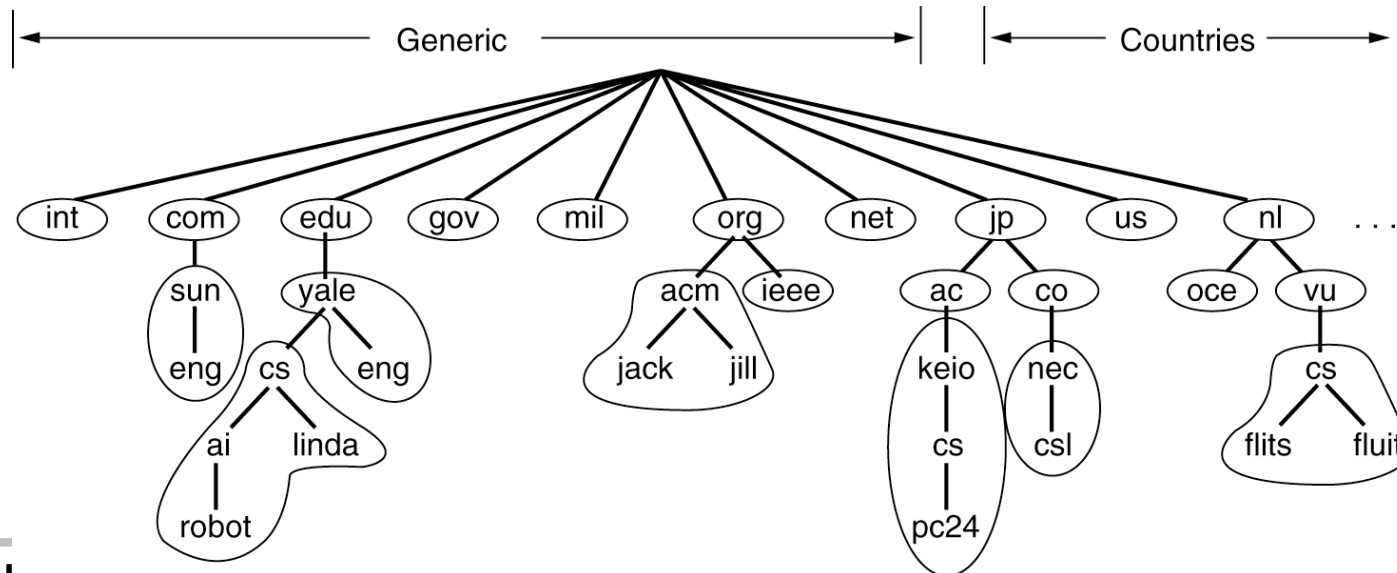 Generic Countries
int com edu gov mil org net jp us nl ...
sun yale acm ieee ac co oce vu
eng cs eng jack jill keio nec cs
ai linda cs csl flits fluit
robot pc24